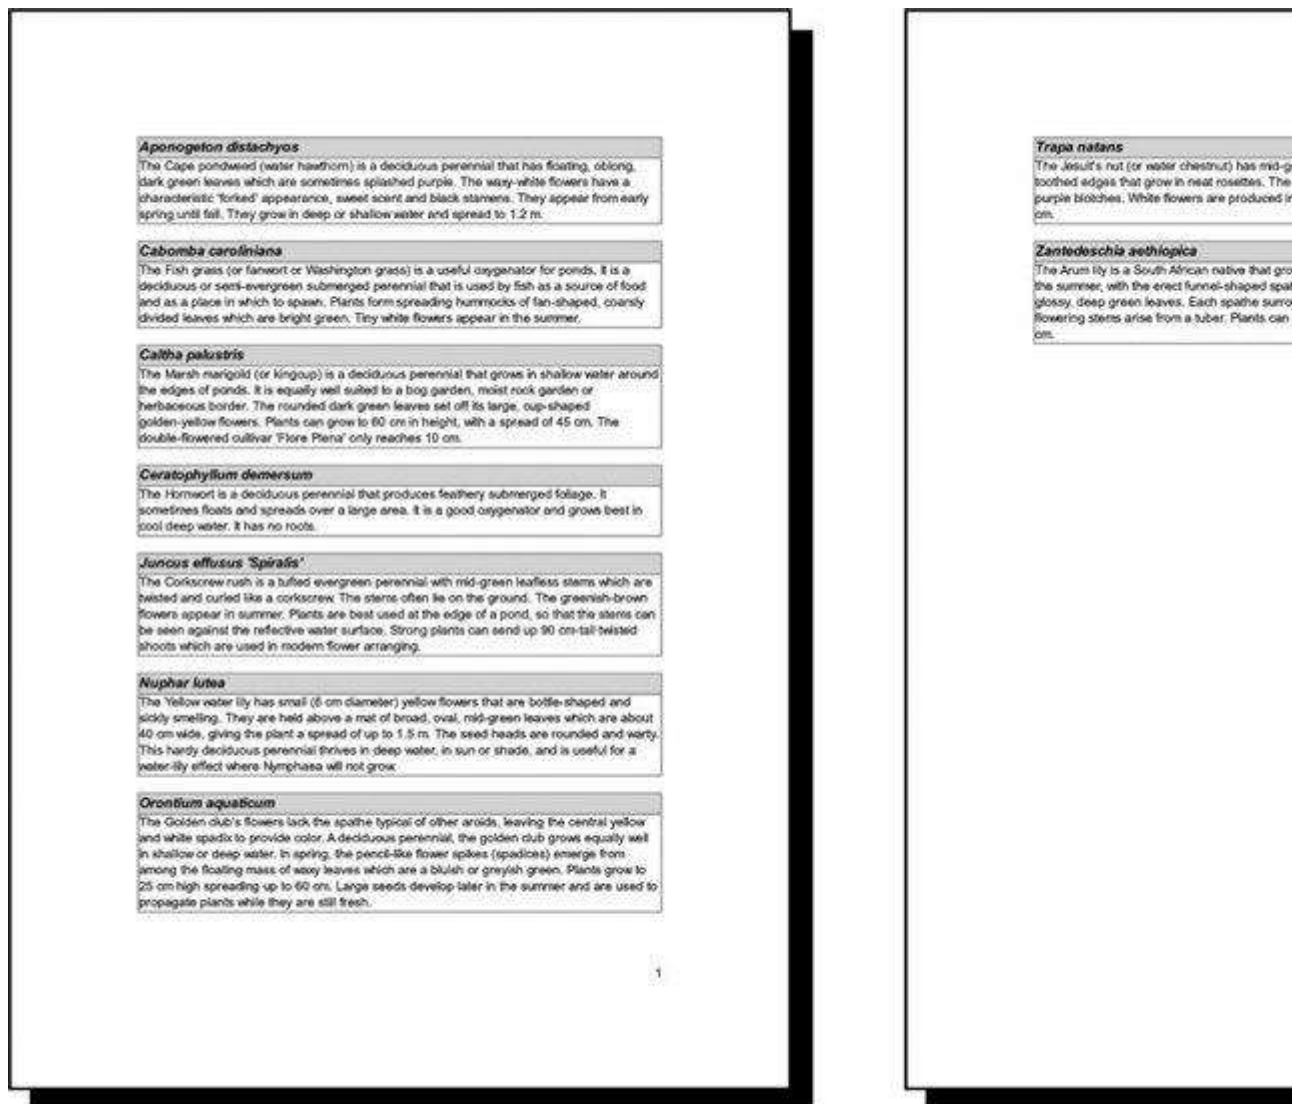 Aponogeton distachyos
The Cape pondweed (water hawthorn) is a deciduous perennial that has floating, oblong,
dark green leaves which are sometimes splashed purple. The waxy-white flowers have a
characteristic 'forked' appearance, sweet scent and black stamens. They appear from early
spring until fall. They grow in deep or shallow water and spread to 1.2 m.
Cabomba caroliniana
The Fish grass (or fanwort or Washington grass) is a useful oxygenator for ponds. It is a
deciduous or semi-evergreen submerged perennial that is used by fish as a source of food
and as a place in which to spawn. Plants form spreading hummocks of fan-shaped, coarsly
divided leaves which are bright green. Tiny white flowers appear in the summer.
Caltha palustris
The Marsh marigold (or kingcup) is a deciduous perennial that grows in shallow water around
the edges of ponds. It is equally well suited to a bog garden, moist rock garden or
herbaceous border. The rounded dark green leaves set off its large, cup-shaped
golden-yellow flowers. Plants can grow to 60 cm in height, with a spread of 45 cm. The
double-flowered cultivar 'Flore Plena' only reaches 10 cm.
Ceratophyllum demersum
The Hornwort is a deciduous perennial that produces feathery submerged foliage. It
sometimes floats and spreads over a large area. It is a good oxygenator and grows best in
cool deep water. It has no roots.
Juncus effusus 'Spiralis'
The Corkscrew rush is a tufted evergreen perennial with mid-green leafless stems which are
twisted and curled like a corkscrew. The stems often lie on the ground. The greenish-brown
flowers appear in summer. Plants are best used at the edge of a pond, so that the stems can
be seen against the reflective water surface. Strong plants can send up 90 cm-tall twisted
shoots which are used in modern flower arranging.
Nuphar lutea
The Yellow water lily has small (6 cm diameter) yellow flowers that are bottle-shaped and
sickly smelling. They are held above a mat of broad, oval, mid-green leaves which are about
40 cm wide, giving the plant a spread of up to 1.5 m. The seed heads are rounded and warty.
This hardy deciduous perennial thrives in deep water, in sun or shade, and is useful for a
water-lily effect where Nymphaea will not grow.
Orontium aquaticum
The Golden club's flowers lack the spathe typical of other aroids, leaving the central yellow
and white spadix to provide color. A deciduous perennial, the golden club grows equally well
in shallow or deep water. In spring, the pencil-like flower spikes (spadices) emerge from
among the floating mass of waxy leaves which are a bluish or greyish green. Plants grow to
25 cm high spreading up to 60 cm. Large seeds develop later in the summer and are used to
propagate plants while they are still fresh.
1
Trapa natans
The Jesuit's nut (or water chestnut) has mid-g
toothed edges that grow in neat rosettes. The
purple blotches. White flowers are produced in
cm.
Zantedeschia aethiopica
The Arum lily is a South African native that gro
the summer, with the erect funnel-shaped spat
glossy, deep green leaves. Each spathe surro
flowering stems arise from a tuber. Plants can
cm.